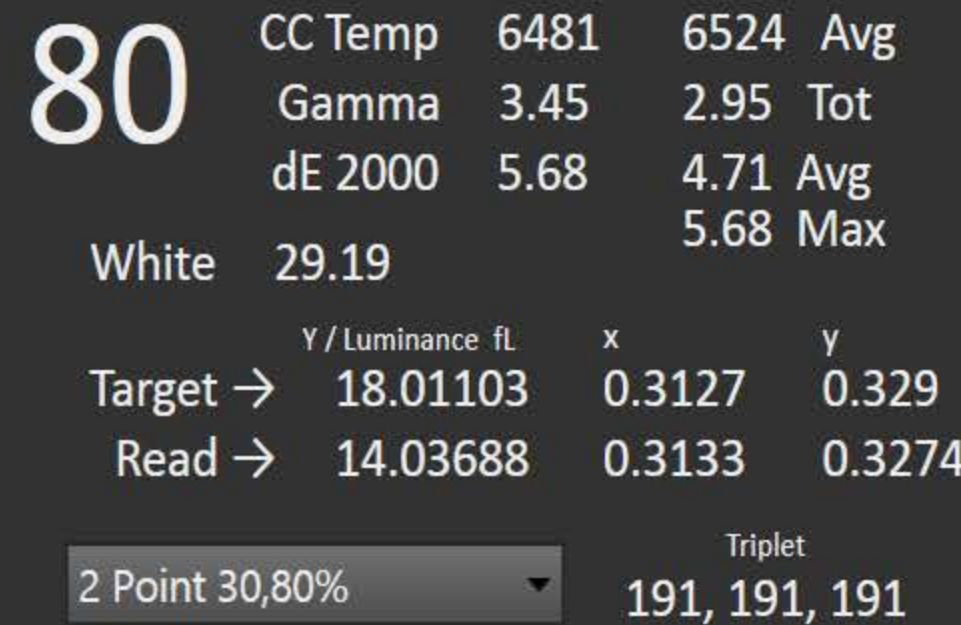 80
CC Temp 6481 6524 Avg
Gamma 3.45 2.95 Tot
dE 2000 5.68 4.71 Avg
5.68 Max
White 29.19
Y / Luminance fL x y
Target → 18.01103 0.3127 0.329
Read → 14.03688 0.3133 0.3274
Triplet
2 Point 30,80% 191, 191, 191